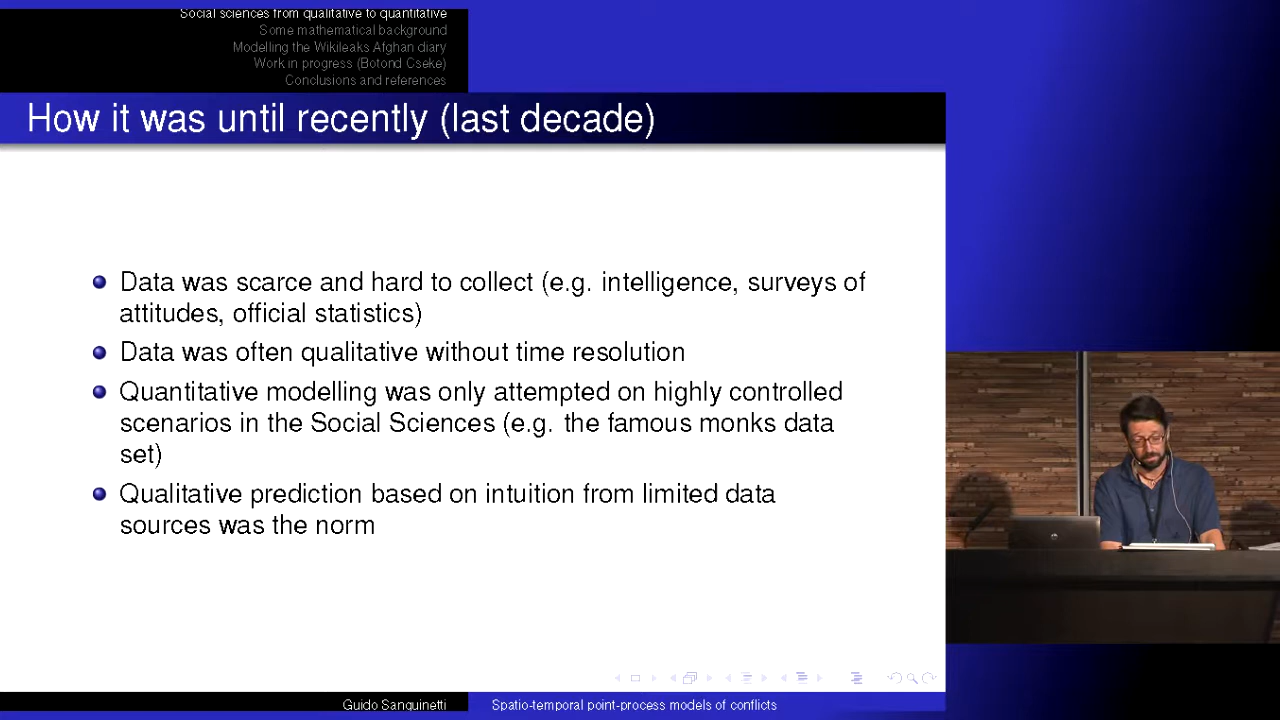 Social sciences from qualitative to quantitative
Some mathematical background
Modelling the Wikileaks Afghan diary
Work in progress (Botond Cseke)
Conclusions and references
How it was until recently (last decade)
Data was scarce and hard to collect (e.g. intelligence, surveys of
attitudes, official statistics)
Data was often qualitative without time resolution
Quantitative modelling was only attempted on highly controlled
scenarios in the Social Sciences (e.g. the famous monks data
set)
Qualitative prediction based on intuition from limited data
sources was the norm
Guido Sanguinetti
Spatio-temporal point-process models of conflicts